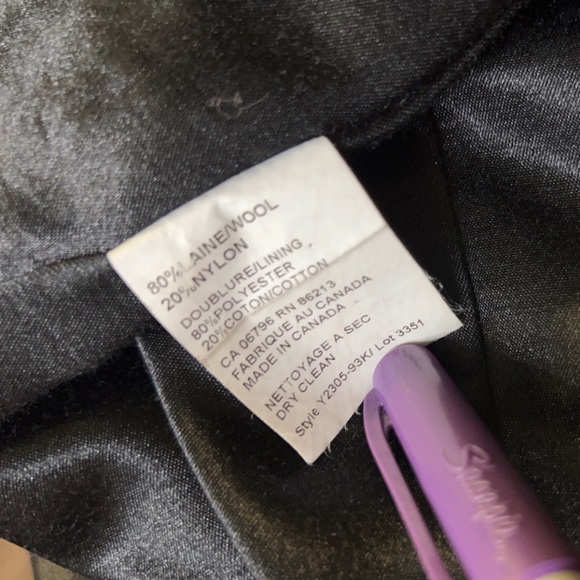 80% LAINE/WOOL
20% NYLON
DOUBLURE/LINING
80% POLYESTER
20% COTON/COTTON
CA 06796 RN 86213
FABRIQUE AU CANADA
MADE IN CANADA
NETTOYAGE A SEC
DRY CLEAN
Style Y2305-93K/ Lot 3351